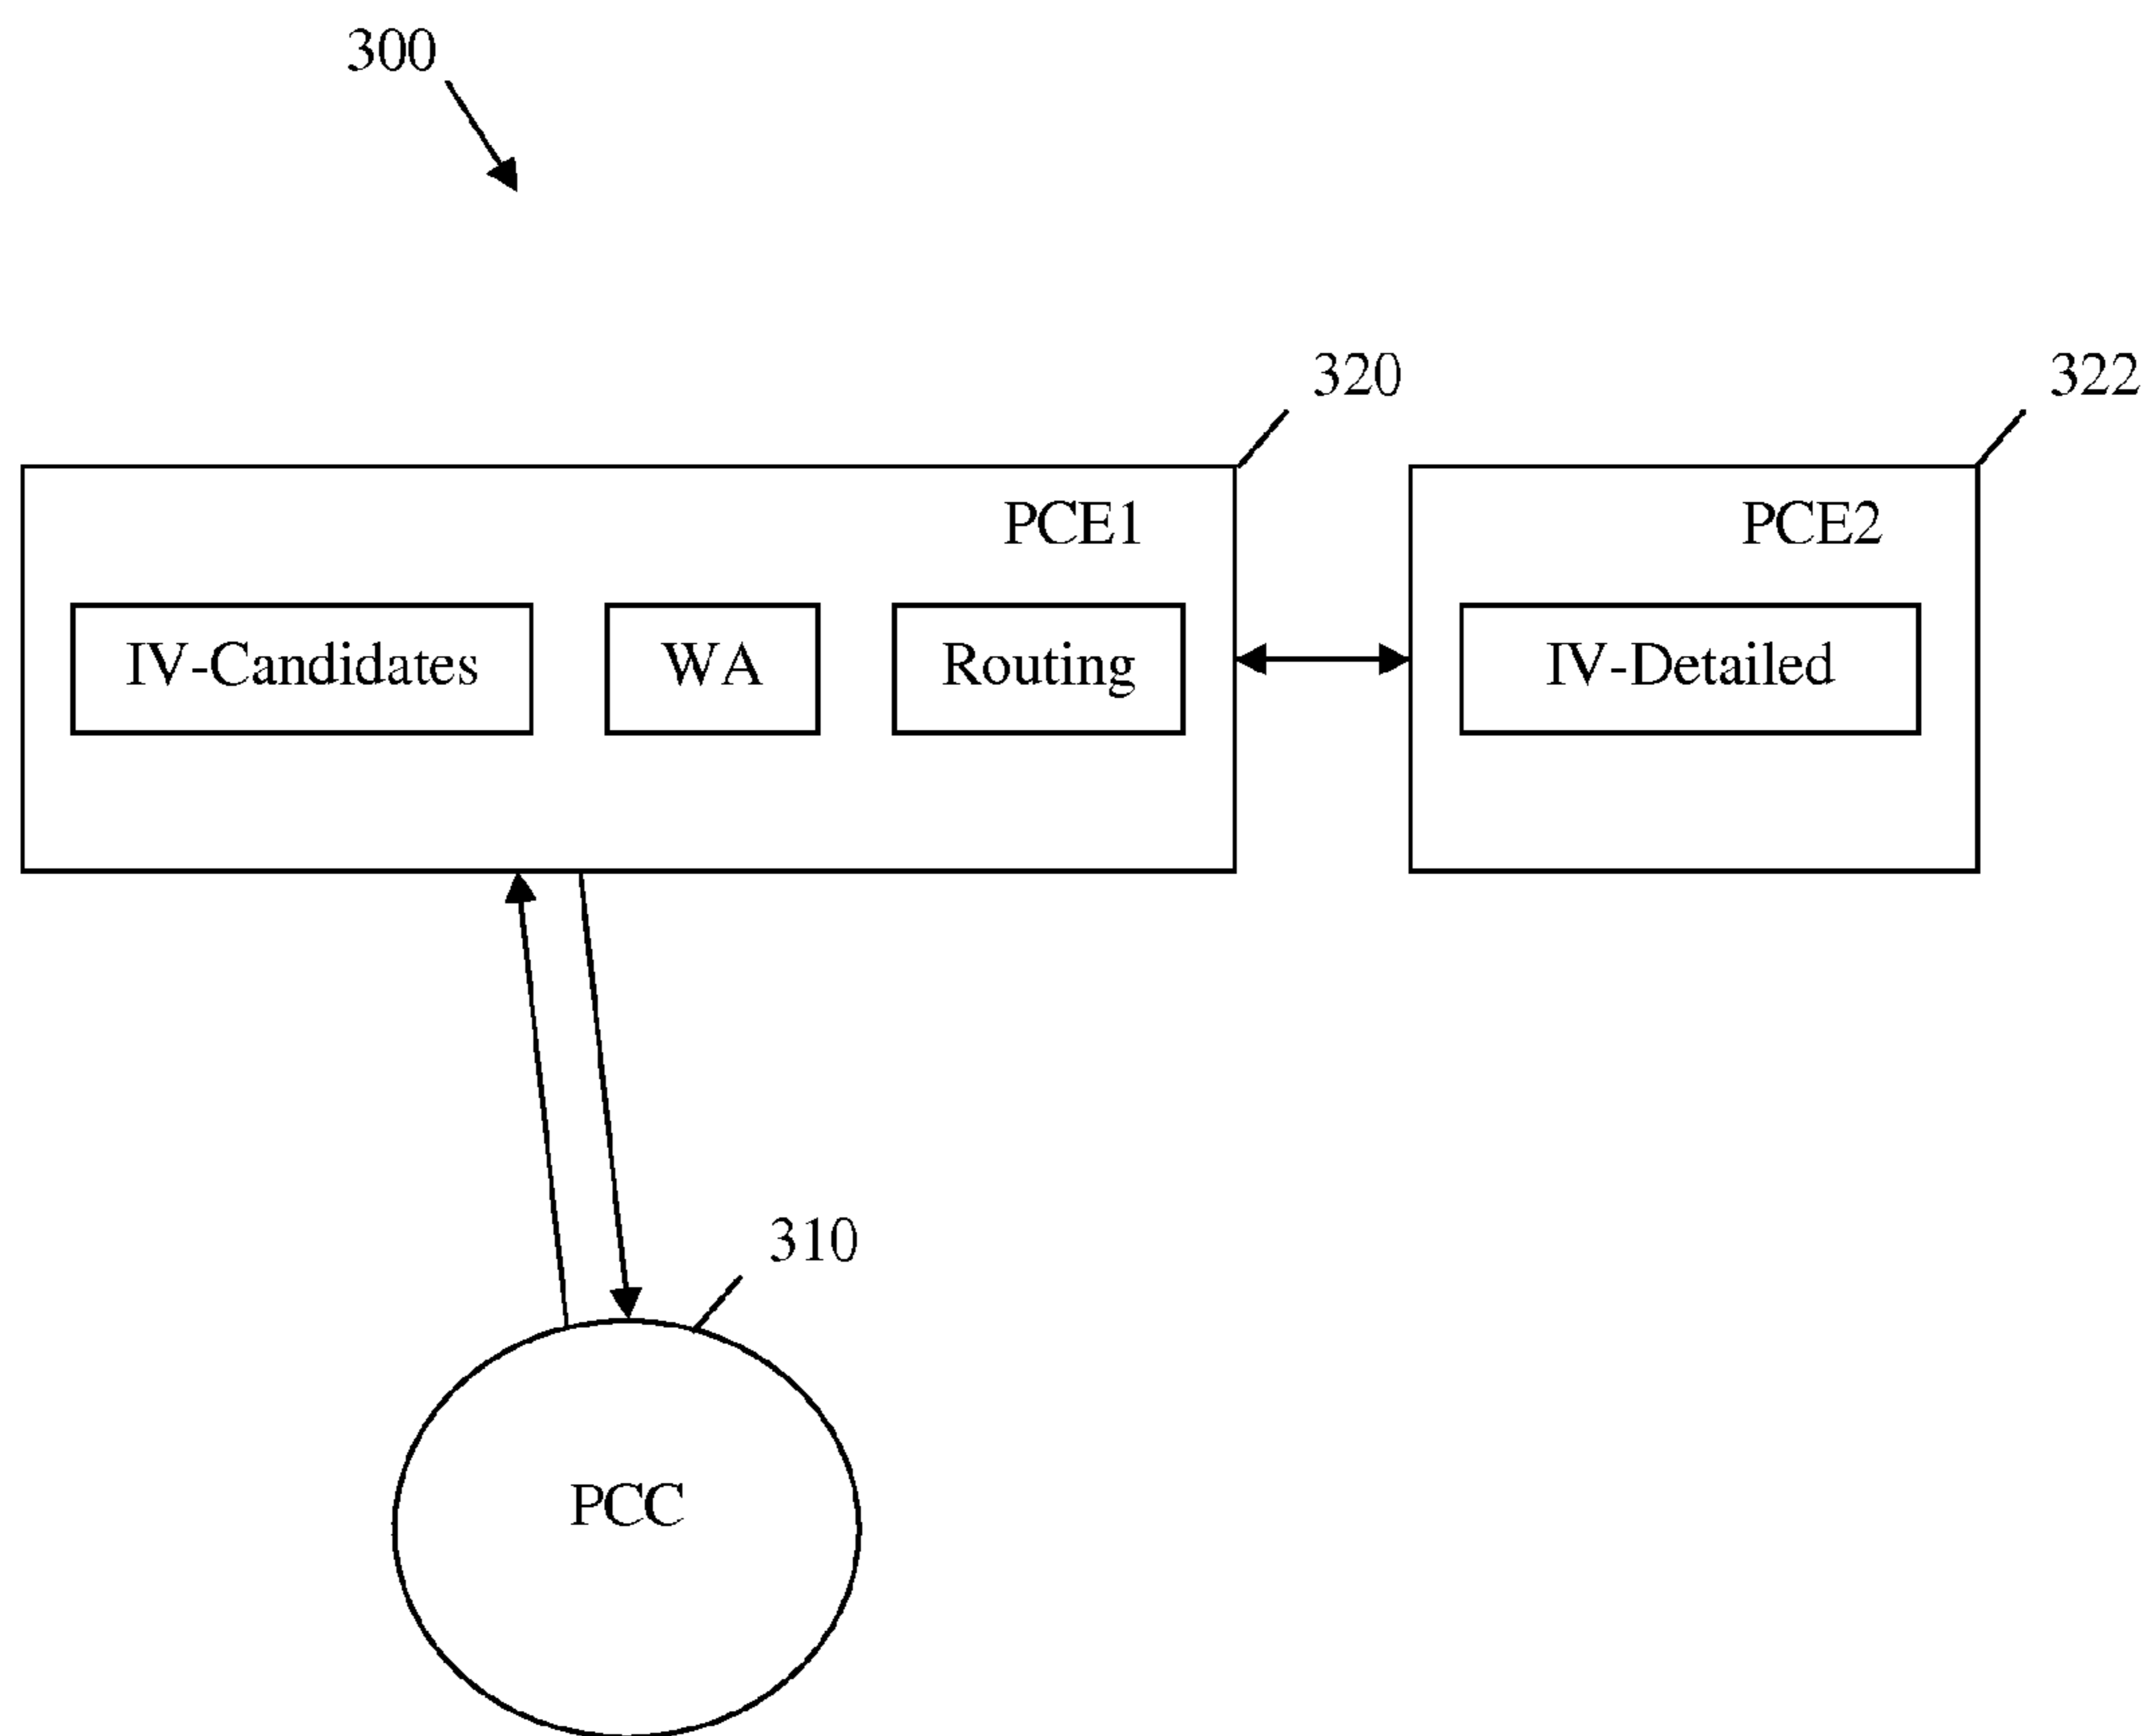 300
320
322
PCE1
PCE2
IV-Candidates
WA
Routing
IV-Detailed
310
PCC